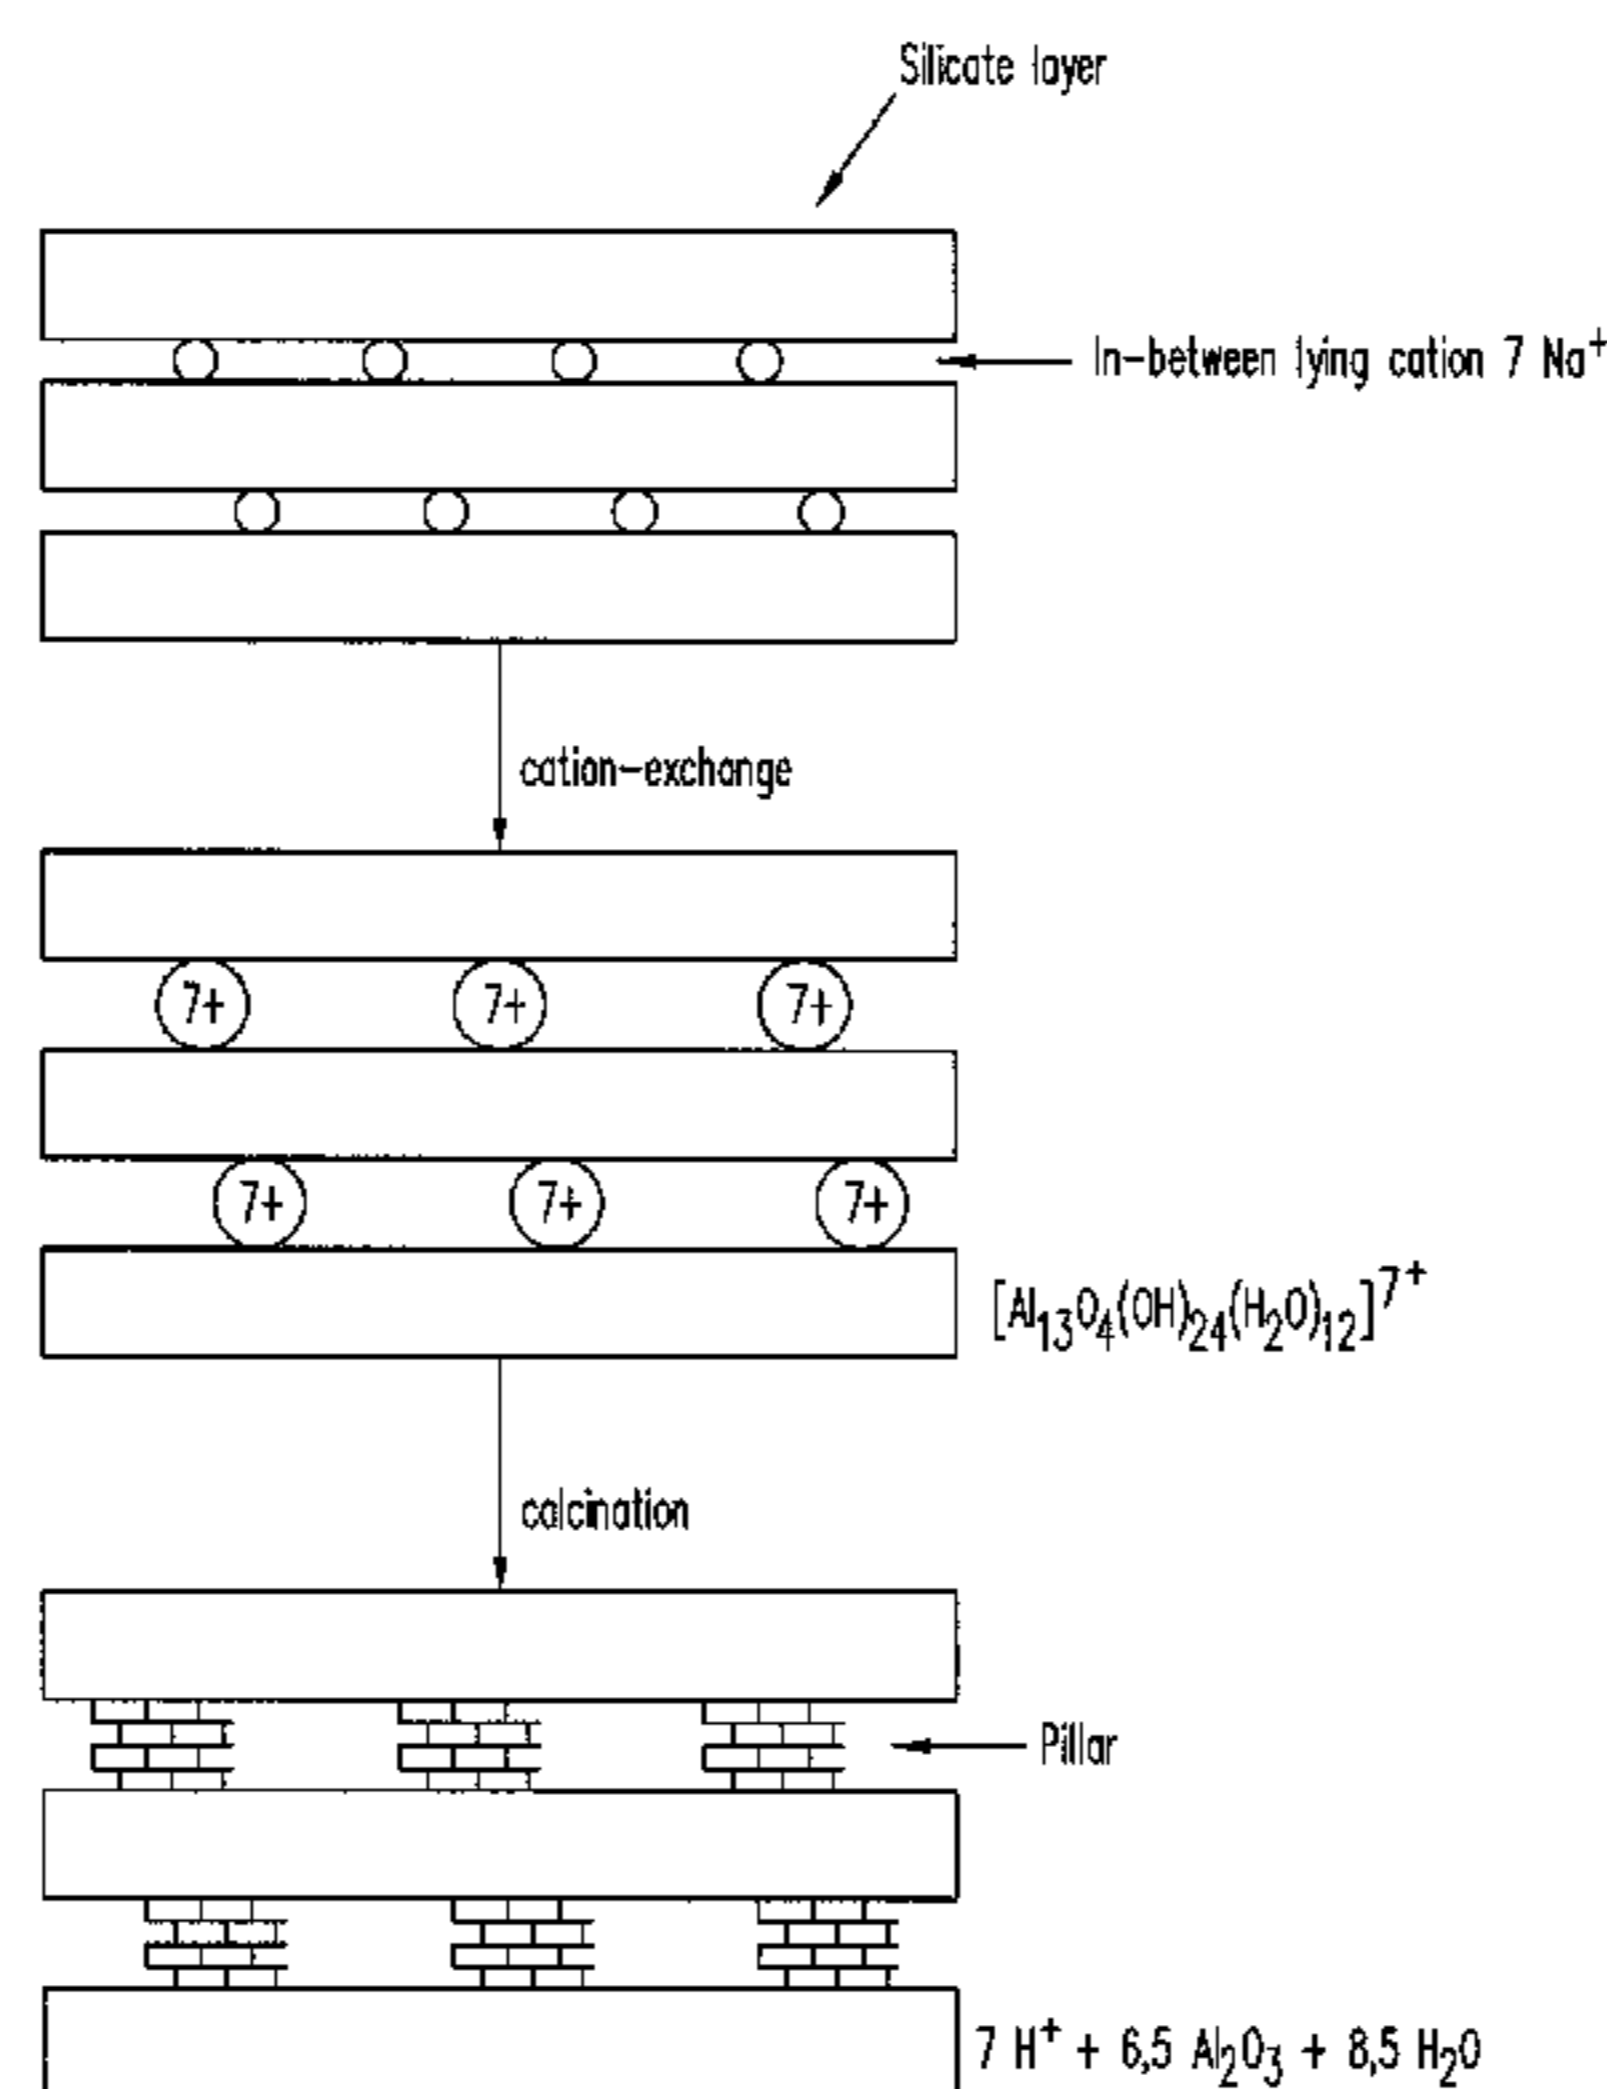 Silicate layer
In-between lying cation 7 Na⁺
cation-exchange
7+ 7+ 7+
7+ 7+ 7+
[Al₁₃O₄(OH)₂₄(H₂O)₁₂]⁷⁺
calcination
Pillar
7 H⁺ + 6,5 Al₂O₃ + 8,5 H₂O